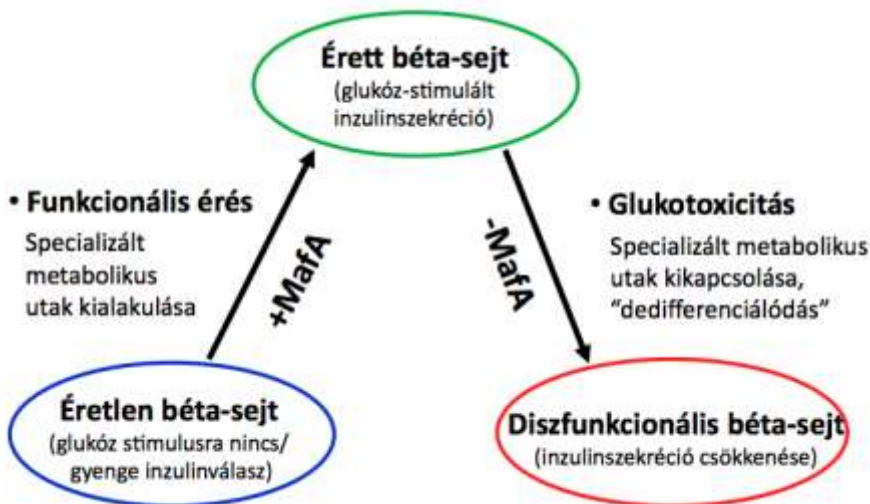 Érett béta-sejt
(glukóz-stimulált
inzulinszekréció)
• Funkcionális érés
Specializált
metabolikus
utak kialakulása
+MafA
-MafA
• Glukotoxicitás
Specializált metabolikus
utak kikapcsolása,
“dedifferenciálódás”
Éretlen béta-sejt
(glukóz stimulusra nincs/
gyenge inzulinválasz)
Diszfunkcionális béta-sejt
(inzulinszekréció csökkenése)